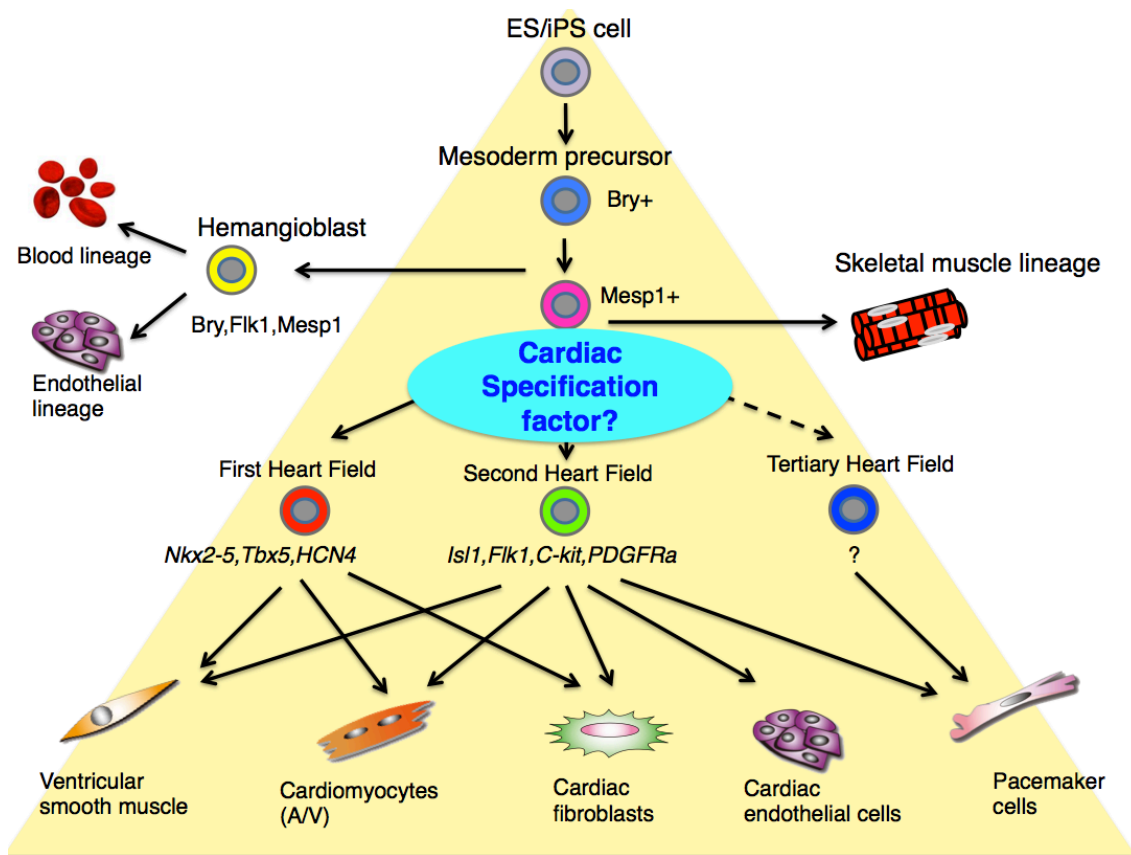 ES/iPS cell
Mesoderm precursor
Bry+
Hemangioblast
Blood lineage
Skeletal muscle lineage
Mesp1+
Bry,Flk1,Mesp1
Endothelial
lineage
Cardiac
Specification
factor?
First Heart Field
Second Heart Field
Tertiary Heart Field
Nkx2-5,Tbx5,HCN4
Isl1,Flk1,C-kit,PDGFRa
?
Ventricular
smooth muscle
Cardiomyocytes
(A/V)
Cardiac
fibroblasts
Cardiac
endothelial cells
Pacemaker
cells